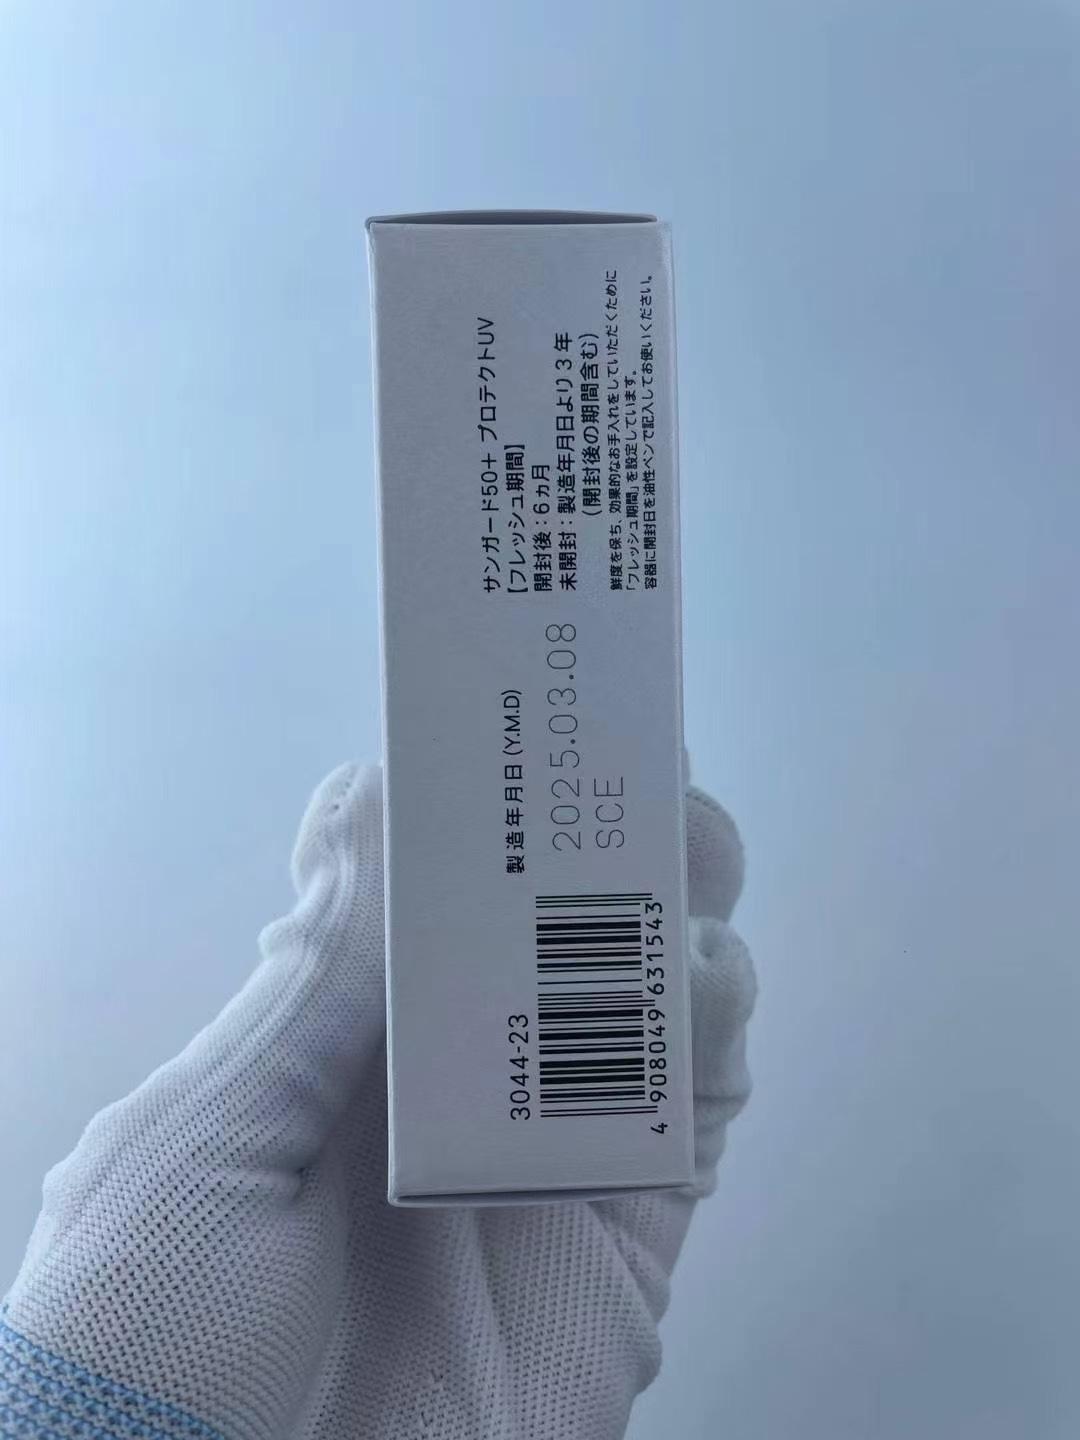 サンガード50+ プロテクトUV
【フレッシュ期間】
開封後：6ヵ月
未開封：製造年月日より3年
（開封後の期間含む）
鮮度を保ち、効果的なお手入れをしていただくために
「フレッシュ期間」を設定しています。
容器に開封日を油性ペンで記入してお使いください。
製造年月日 (Y.M.D)
2025.03.08
SCE
3044-23
4 908049 631543